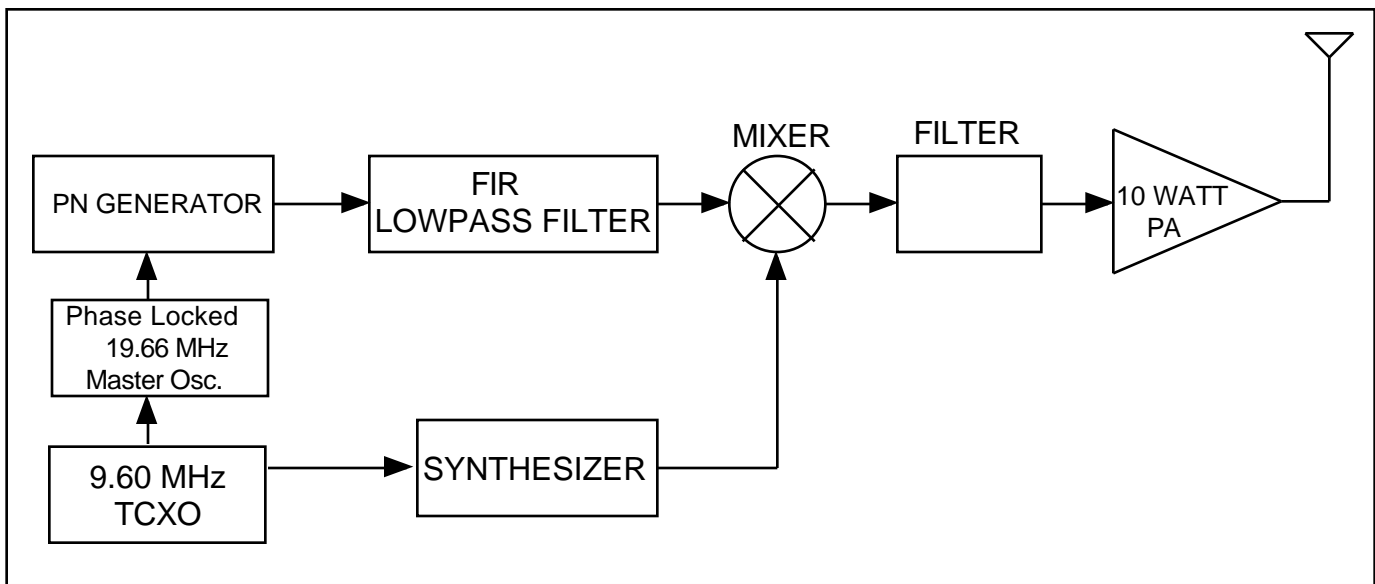 MIXER
FILTER
PN GENERATOR
FIR
LOWPASS FILTER
10 WATT
PA
Phase Locked
19.66 MHz
Master Osc.
9.60 MHz
TCXO
SYNTHESIZER